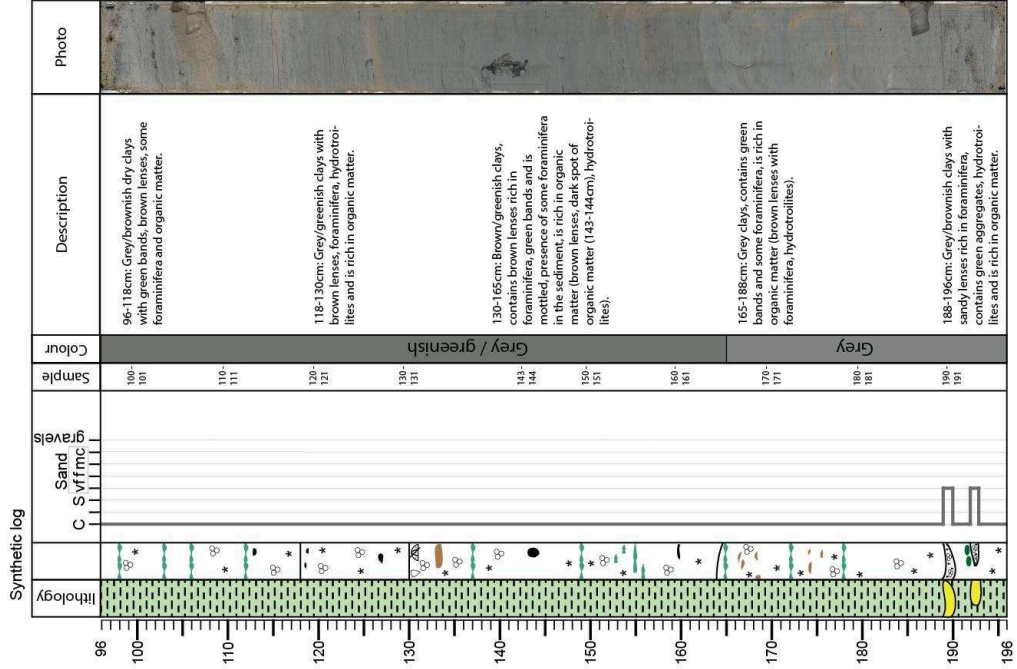 Synthetic log
lithology
C S vf f m c
Sand
gravels
Sample
Colour
Description
Photo
96
100
110
120
130
140
150
160
170
180
190
196
100-
101
110-
111
120-
121
130-
131
143-
144
150-
151
160-
161
170-
171
180-
181
190-
191
Grey / greenish
Grey
96-118cm: Grey/brownish dry clays
with green bands, brown lenses, some
foraminifera and organic matter.
118-130cm: Grey/greenish clays with
brown lenses, foraminifera, hydrotroi-
lites and is rich in organic matter.
130-165cm: Brown/greenish clays,
contains brown lenses rich in
foraminifera, green bands and is
mottled, presence of some foraminifera
in the sediment, is rich in organic
matter (brown lenses, dark spot of
organic matter (143-144cm), hydrotroi-
lites).
165-188cm: Grey clays, contains green
bands and some foraminifera, is rich in
organic matter (brown lenses with
foraminifera, hydrotroilites).
188-196cm: Grey/brownish clays with
sandy lenses rich in foraminifera,
contains green aggregates, hydrotroi-
lites and is rich in organic matter.